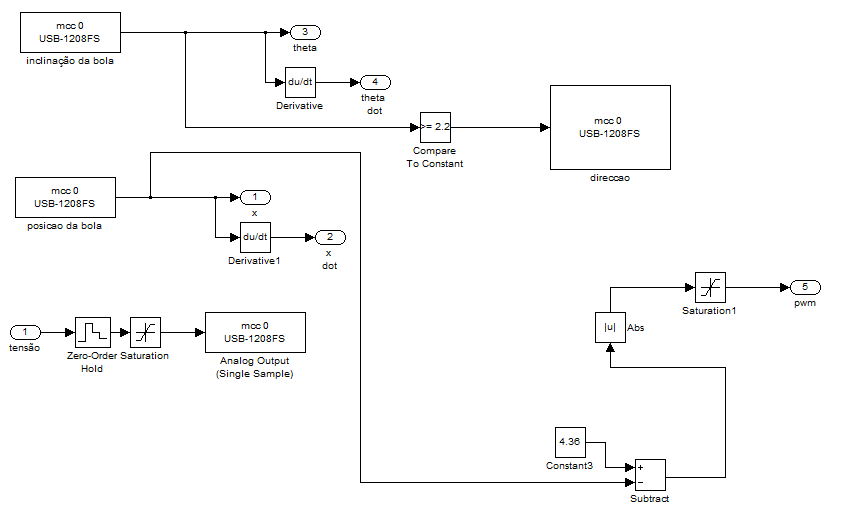 mcc 0
USB-1208FS
inclinação da bola
3
theta
du/dt
Derivative
4
theta
dot
>= 2.2
Compare
To Constant
mcc 0
USB-1208FS
direccao
mcc 0
USB-1208FS
posicao da bola
1
x
du/dt
Derivative1
2
x
dot
1
tensão
Zero-Order
Hold
Saturation
mcc 0
USB-1208FS
Analog Output
(Single Sample)
Saturation1
5
pwm
|u|
Abs
4.36
Constant3
+
−
Subtract